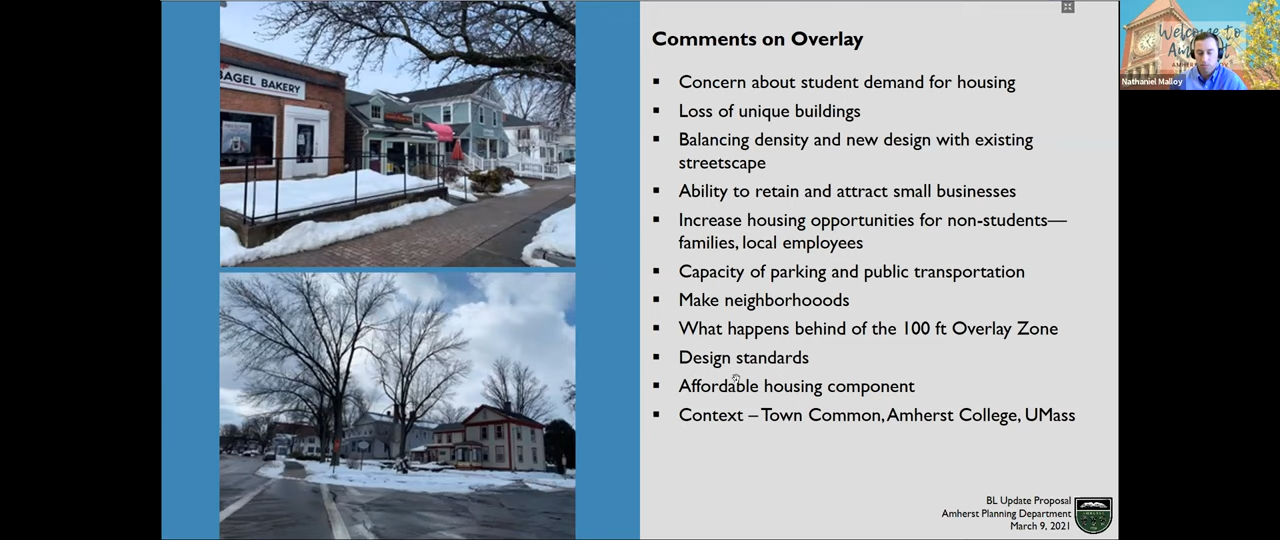 BAGEL BAKERY
Comments on Overlay
▪ Concern about student demand for housing
▪ Loss of unique buildings
▪ Balancing density and new design with existing
streetscape
▪ Ability to retain and attract small businesses
▪ Increase housing opportunities for non-students—
families, local employees
▪ Capacity of parking and public transportation
▪ Make neighborhooods
▪ What happens behind of the 100 ft Overlay Zone
▪ Design standards
▪ Affordable housing component
▪ Context – Town Common, Amherst College, UMass
BL Update Proposal
Amherst Planning Department
March 9, 2021
Welcome to
Nathaniel Malloy